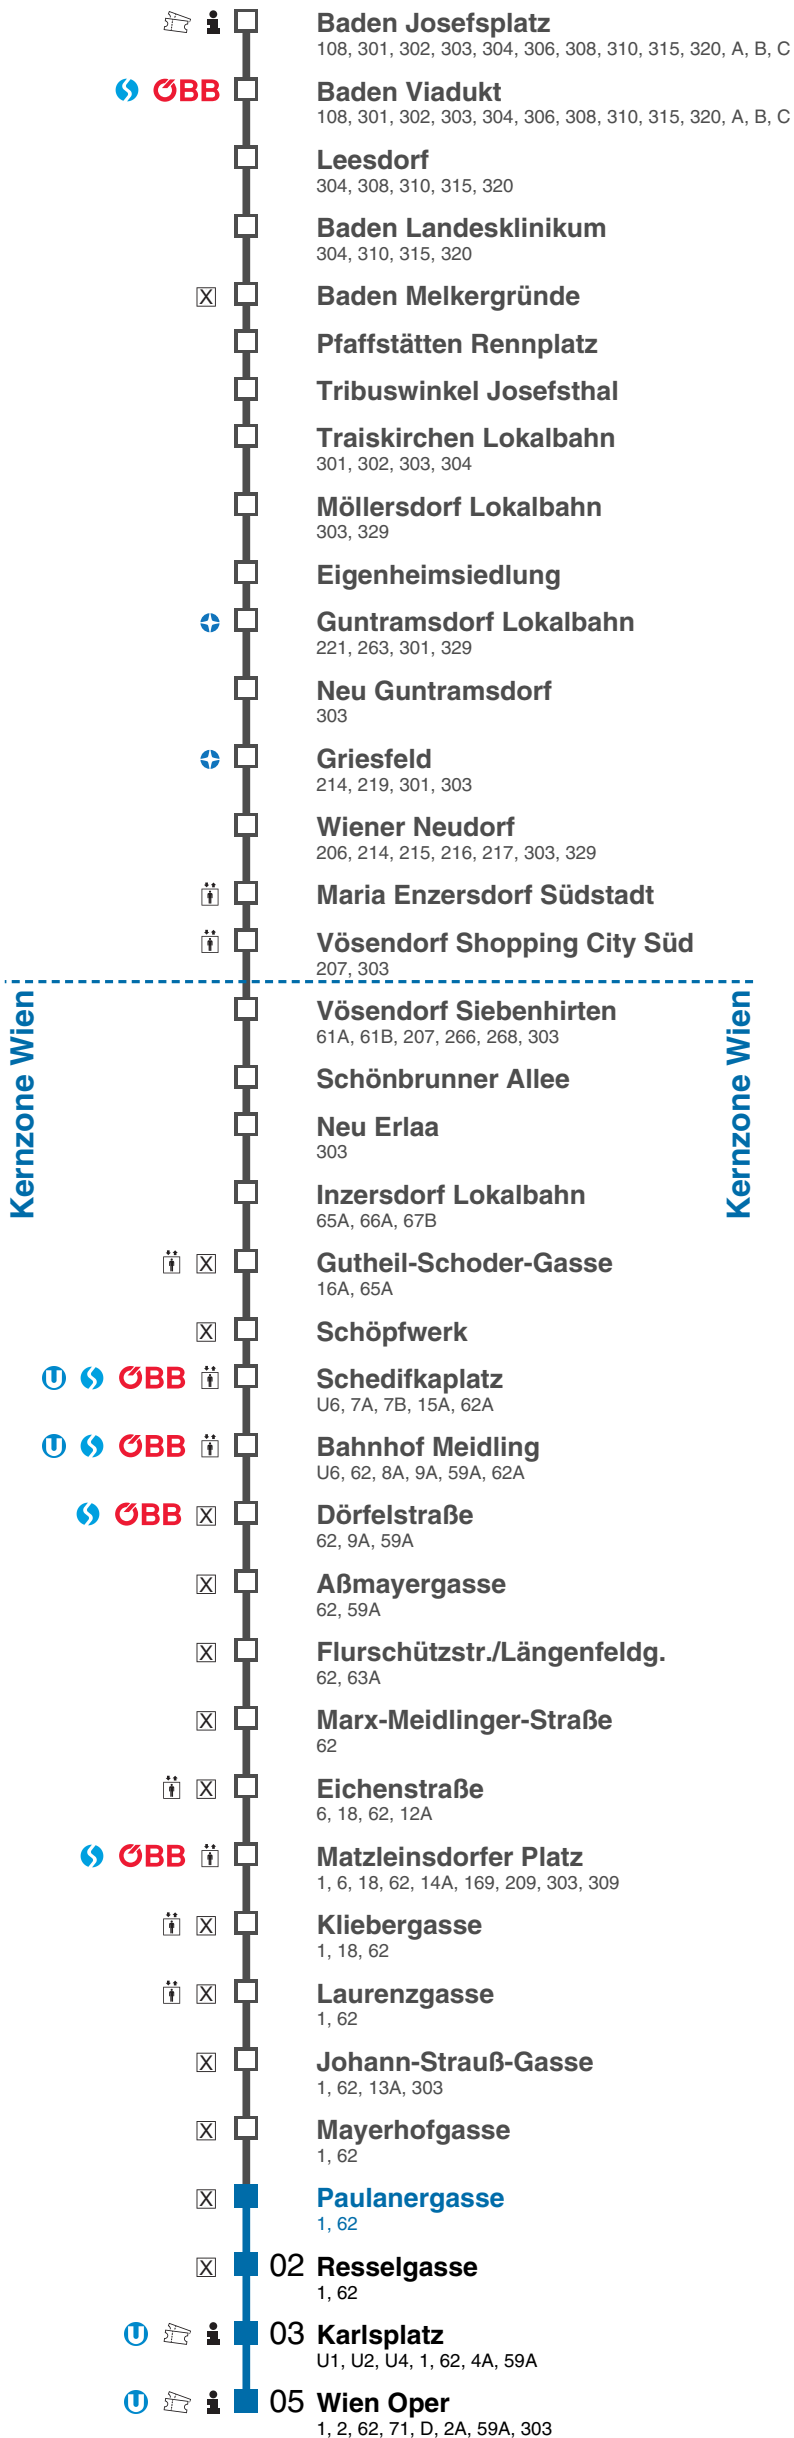 Baden Josefsplatz
108, 301, 302, 303, 304, 306, 308, 310, 315, 320, A, B, C
ÖBB
Baden Viadukt
108, 301, 302, 303, 304, 306, 308, 310, 315, 320, A, B, C
Leesdorf
304, 308, 310, 315, 320
Baden Landesklinikum
304, 310, 315, 320
X Baden Melkergründe
Pfaffstätten Rennplatz
Tribuswinkel Josefsthal
Traiskirchen Lokalbahn
301, 302, 303, 304
Möllersdorf Lokalbahn
303, 329
Eigenheimsiedlung
Guntramsdorf Lokalbahn
221, 263, 301, 329
Neu Guntramsdorf
303
Griesfeld
214, 219, 301, 303
Wiener Neudorf
206, 214, 215, 216, 217, 303, 329
Maria Enzersdorf Südstadt
Vösendorf Shopping City Süd
207, 303
Kernzone Wien
Kernzone Wien
Vösendorf Siebenhirten
61A, 61B, 207, 266, 268, 303
Schönbrunner Allee
Neu Erlaa
303
Inzersdorf Lokalbahn
65A, 66A, 67B
X Gutheil-Schoder-Gasse
16A, 65A
X Schöpfwerk
U ÖBB Schedifkaplatz
U6, 7A, 7B, 15A, 62A
U ÖBB Bahnhof Meidling
U6, 62, 8A, 9A, 59A, 62A
ÖBB X Dörfelstraße
62, 9A, 59A
X Aßmayergasse
62, 59A
X Flurschützstr./Längenfeldg.
62, 63A
X Marx-Meidlinger-Straße
62
X Eichenstraße
6, 18, 62, 12A
ÖBB Matzleinsdorfer Platz
1, 6, 18, 62, 14A, 169, 209, 303, 309
X Kliebergasse
1, 18, 62
X Laurenzgasse
1, 62
X Johann-Strauß-Gasse
1, 62, 13A, 303
X Mayerhofgasse
1, 62
X Paulanergasse
1, 62
X 02 Resselgasse
1, 62
U i 03 Karlsplatz
U1, U2, U4, 1, 62, 4A, 59A
U i 05 Wien Oper
1, 2, 62, 71, D, 2A, 59A, 303